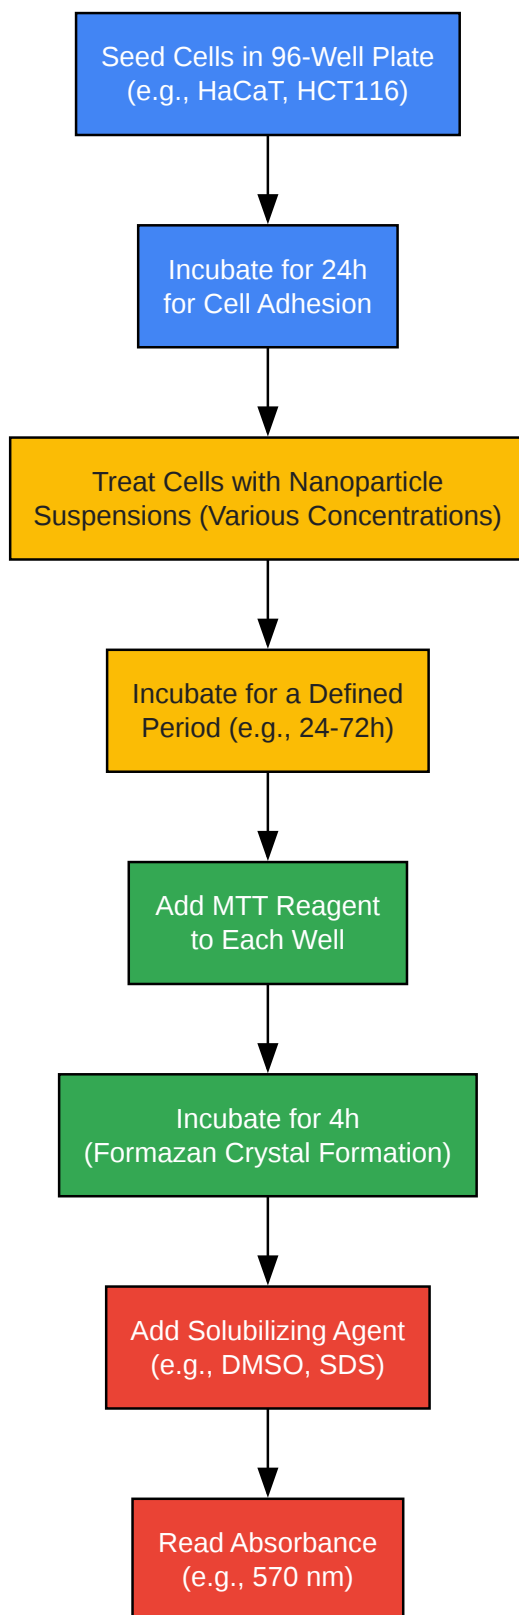 Seed Cells in 96-Well Plate
(e.g., HaCaT, HCT116)
Incubate for 24h
for Cell Adhesion
Treat Cells with Nanoparticle
Suspensions (Various Concentrations)
Incubate for a Defined
Period (e.g., 24-72h)
Add MTT Reagent
to Each Well
Incubate for 4h
(Formazan Crystal Formation)
Add Solubilizing Agent
(e.g., DMSO, SDS)
Read Absorbance
(e.g., 570 nm)